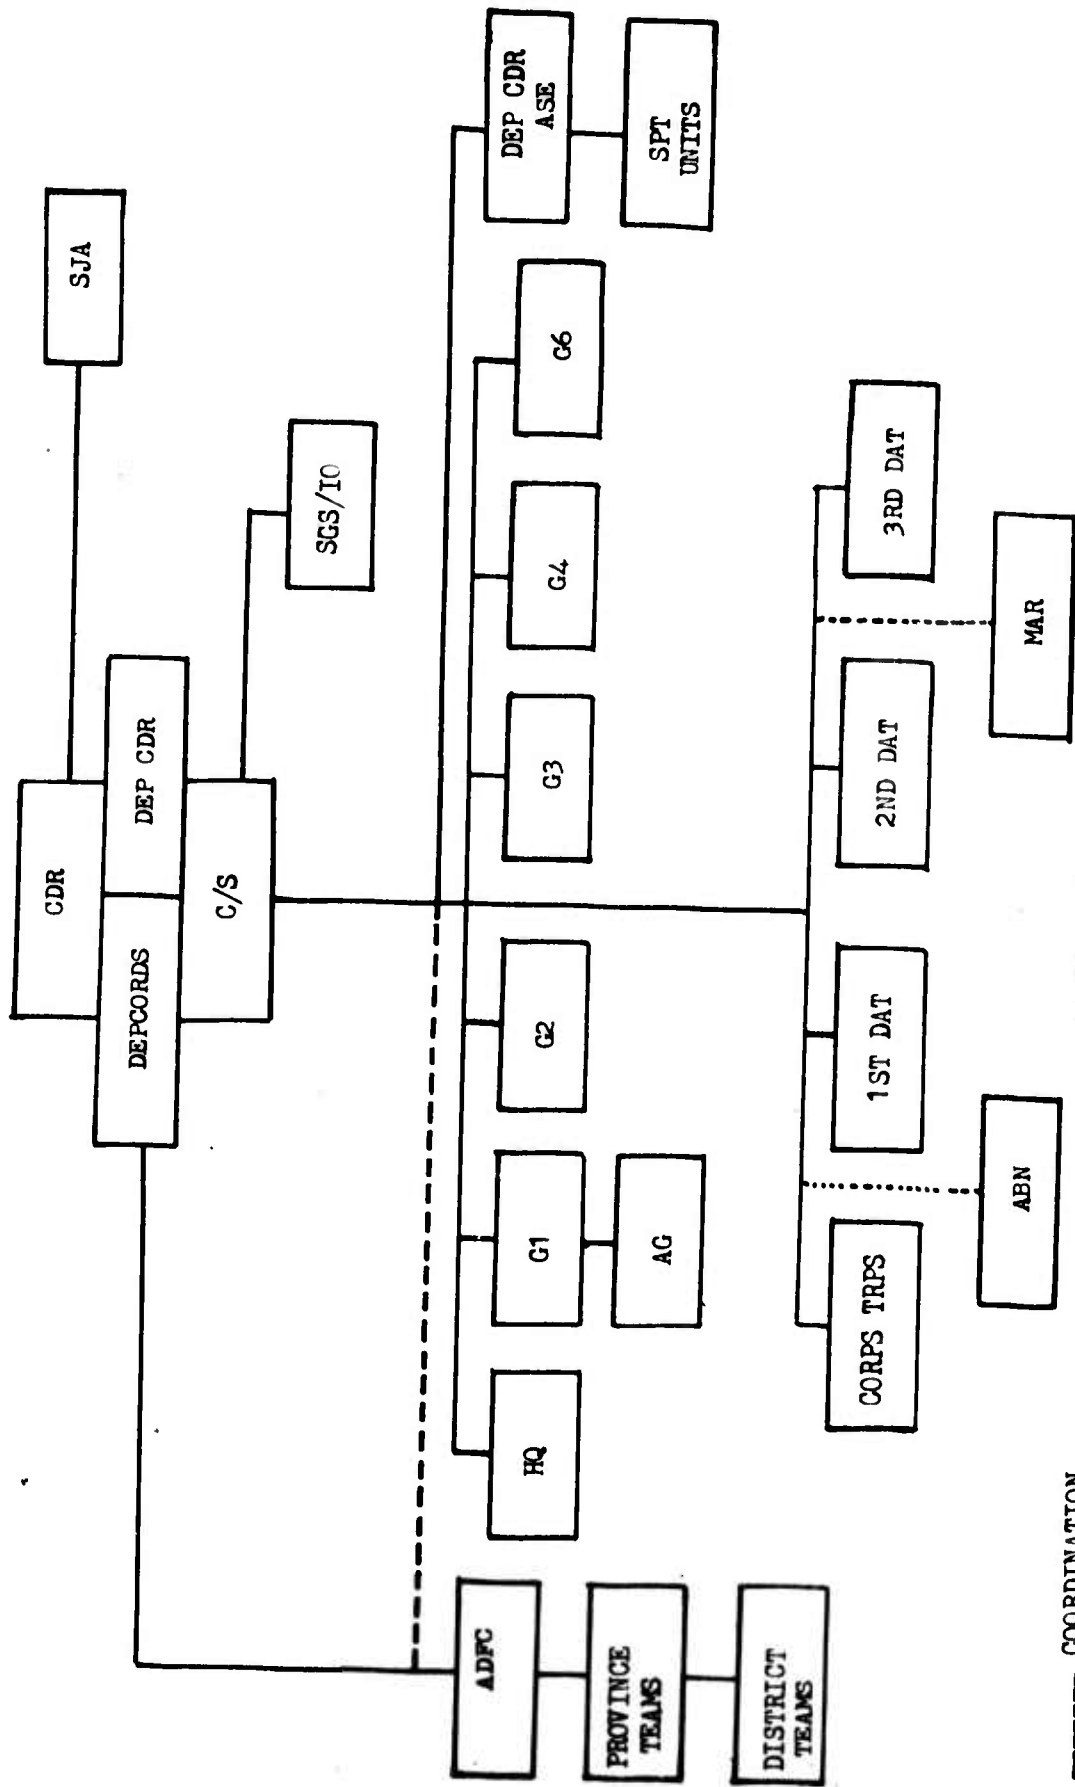 CDR
SJA
DEPCORDS
DEP CDR
C/S
SGS/IO
DEP CDR
ASE
SPT
UNITS
HQ
G1
AG
G2
G3
G4
G6
ADFC
PROVINCE
TEAMS
DISTRICT
TEAMS
CORPS TRPS
1ST DAT
2ND DAT
3RD DAT
ABN
MAR
COORDINATION